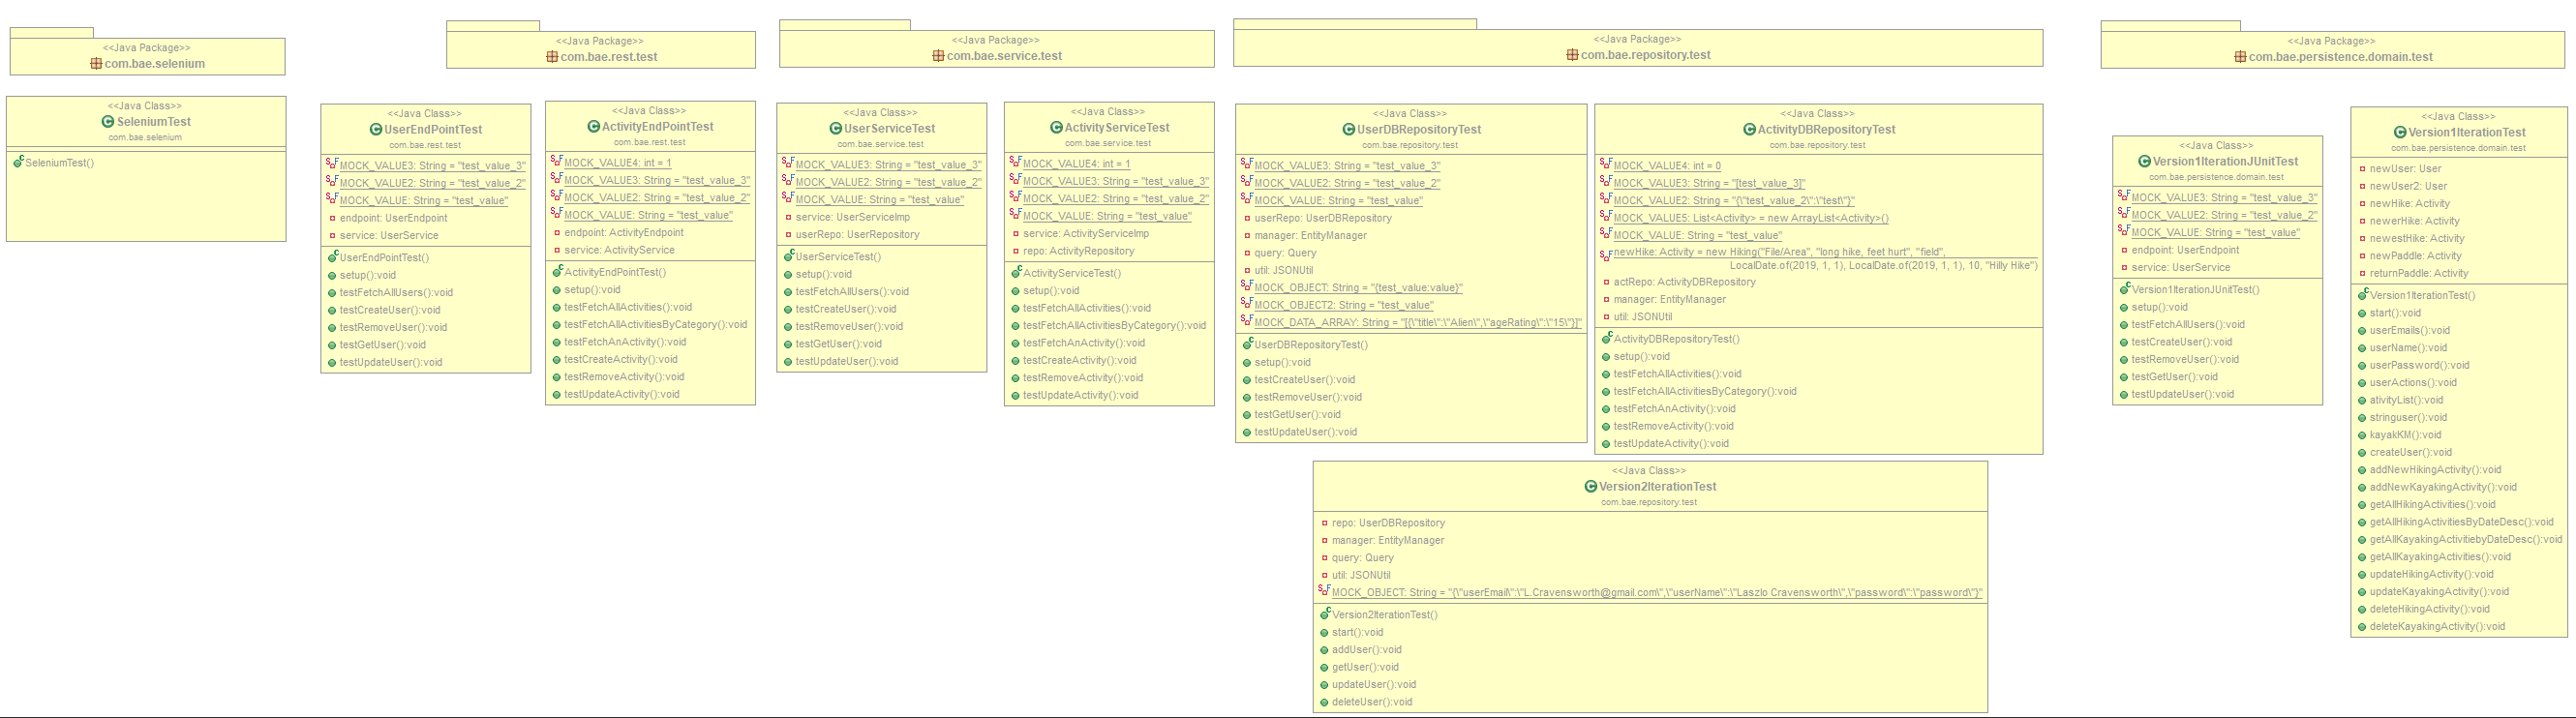 <<Java Package>>
com.bae.selenium
<<Java Class>>
SeleniumTest
com.bae.selenium
SeleniumTest()
<<Java Package>>
com.bae.rest.test
<<Java Class>>
UserEndPointTest
com.bae.rest.test
MOCK_VALUE3: String = "test_value_3"
MOCK_VALUE2: String = "test_value_2"
MOCK_VALUE: String = "test_value"
endpoint: UserEndpoint
service: UserService
UserEndPointTest()
setup():void
testFetchAllUsers():void
testCreateUser():void
testRemoveUser():void
testGetUser():void
testUpdateUser():void
<<Java Class>>
ActivityEndPointTest
com.bae.rest.test
MOCK_VALUE4: int = 1
MOCK_VALUE3: String = "test_value_3"
MOCK_VALUE2: String = "test_value_2"
MOCK_VALUE: String = "test_value"
endpoint: ActivityEndpoint
service: ActivityService
ActivityEndPointTest()
setup():void
testFetchAllActivities():void
testFetchAllActivitiesByCategory():void
testFetchAnActivity():void
testCreateActivity():void
testRemoveActivity():void
testUpdateActivity():void
<<Java Package>>
com.bae.service.test
<<Java Class>>
UserServiceTest
com.bae.service.test
MOCK_VALUE3: String = "test_value_3"
MOCK_VALUE2: String = "test_value_2"
MOCK_VALUE: String = "test_value"
service: UserServiceImp
userRepo: UserRepository
UserServiceTest()
setup():void
testFetchAllUsers():void
testCreateUser():void
testRemoveUser():void
testGetUser():void
testUpdateUser():void
<<Java Class>>
ActivityServiceTest
com.bae.service.test
MOCK_VALUE4: int = 1
MOCK_VALUE3: String = "test_value_3"
MOCK_VALUE2: String = "test_value_2"
MOCK_VALUE: String = "test_value"
service: ActivityServiceImp
repo: ActivityRepository
ActivityServiceTest()
setup():void
testFetchAllActivities():void
testFetchAllActivitiesByCategory():void
testFetchAnActivity():void
testCreateActivity():void
testRemoveActivity():void
testUpdateActivity():void
<<Java Package>>
com.bae.repository.test
<<Java Class>>
UserDBRepositoryTest
com.bae.repository.test
MOCK_VALUE3: String = "test_value_3"
MOCK_VALUE2: String = "test_value_2"
MOCK_VALUE: String = "test_value"
userRepo: UserDBRepository
manager: EntityManager
query: Query
util: JSONUtil
MOCK_OBJECT: String = "{test_value:value}"
MOCK_OBJECT2: String = "test_value"
MOCK_DATA_ARRAY: String = "[{\"title\":\"Alien\",\"ageRating\":\"15\"}]"
UserDBRepositoryTest()
setup():void
testCreateUser():void
testRemoveUser():void
testGetUser():void
testUpdateUser():void
<<Java Class>>
ActivityDBRepositoryTest
com.bae.repository.test
MOCK_VALUE4: int = 0
MOCK_VALUE3: String = "[test_value_3]"
MOCK_VALUE2: String = "{\"test_value_2\":\"test\"}"
MOCK_VALUE5: List<Activity> = new ArrayList<Activity>()
MOCK_VALUE: String = "test_value"
newHike: Activity = new Hiking("File/Area", "long hike, feet hurt", "field",
LocalDate.of(2019, 1, 1), LocalDate.of(2019, 1, 1), 10, "Hilly Hike")
actRepo: ActivityDBRepository
manager: EntityManager
util: JSONUtil
ActivityDBRepositoryTest()
setup():void
testFetchAllActivities():void
testFetchAllActivitiesByCategory():void
testFetchAnActivity():void
testRemoveActivity():void
testUpdateActivity():void
<<Java Class>>
Version2IterationTest
com.bae.repository.test
repo: UserDBRepository
manager: EntityManager
query: Query
util: JSONUtil
MOCK_OBJECT: String = "{\"userEmail\":\"L.Cravensworth@gmail.com\",\"userName\":\"Laszlo Cravensworth\",\"password\":\"password\"}"
Version2IterationTest()
start():void
addUser():void
getUser():void
updateUser():void
deleteUser():void
<<Java Package>>
com.bae.persistence.domain.test
<<Java Class>>
Version1IterationJUnitTest
com.bae.persistence.domain.test
MOCK_VALUE3: String = "test_value_3"
MOCK_VALUE2: String = "test_value_2"
MOCK_VALUE: String = "test_value"
endpoint: UserEndpoint
service: UserService
Version1IterationJUnitTest()
setup():void
testFetchAllUsers():void
testCreateUser():void
testRemoveUser():void
testGetUser():void
testUpdateUser():void
<<Java Class>>
Version1IterationTest
com.bae.persistence.domain.test
newUser: User
newUser2: User
newHike: Activity
newerHike: Activity
newestHike: Activity
newPaddle: Activity
returnPaddle: Activity
Version1IterationTest()
start():void
userEmails():void
userName():void
userPassword():void
userActions():void
ativityList():void
stringuser():void
kayakKM():void
createUser():void
addNewHikingActivity():void
addNewKayakingActivity():void
getAllHikingActivities():void
getAllHikingActivitiesByDateDesc():void
getAllKayakingActivitiebyDateDesc():void
getAllKayakingActivities():void
updateHikingActivity():void
updateKayakingActivity():void
deleteHikingActivity():void
deleteKayakingActivity():void